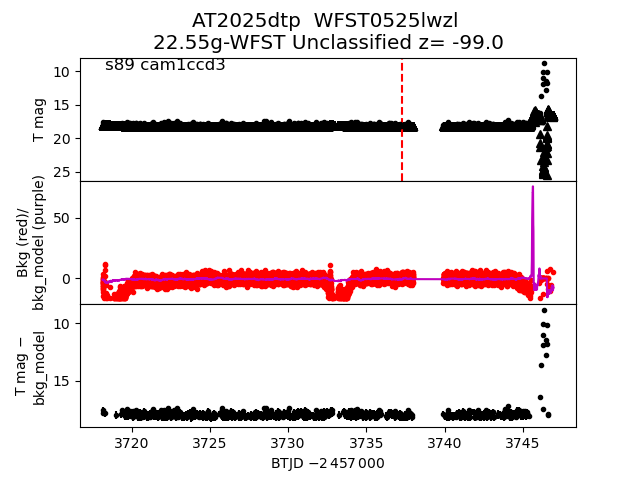 AT2025dtp  WFST0525lwzl
22.55g-WFST Unclassified z= -99.0
s89 cam1ccd3
10
15
20
25
T mag
50
0
Bkg (red)/
bkg_model (purple)
10
15
T mag −
bkg_model
3720 3725 3730 3735 3740 3745
BTJD −2 457 000